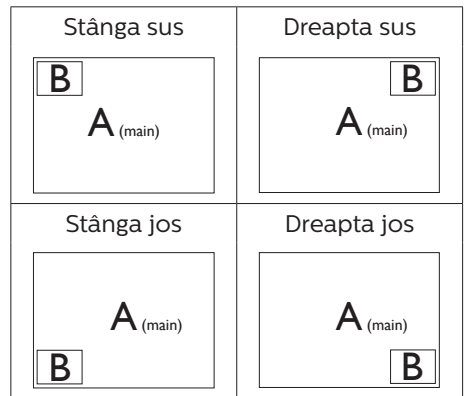 Stânga sus
B
A (main)
Dreapta sus
B
A (main)
Stânga jos
A (main)
B
Dreapta jos
A (main)
B